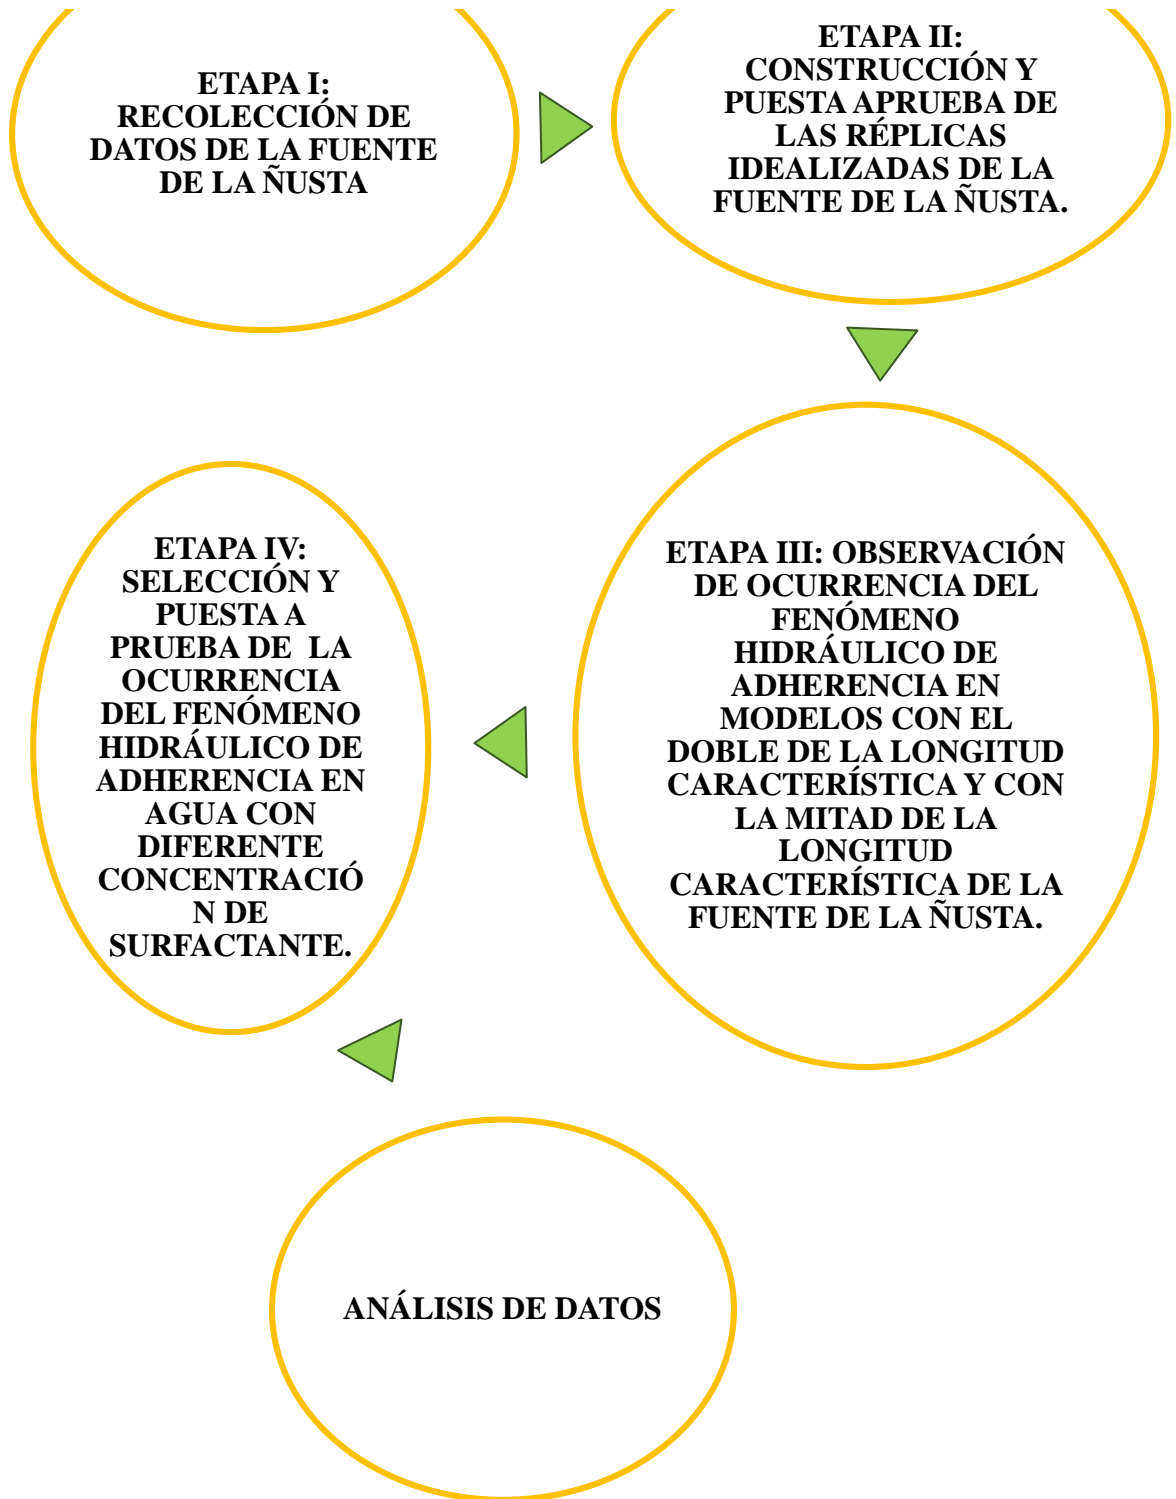 ETAPA I:
RECOLECCIÓN DE
DATOS DE LA FUENTE
DE LA ÑUSTA
ETAPA II:
CONSTRUCCIÓN Y
PUESTA APRUEBA DE
LAS RÉPLICAS
IDEALIZADAS DE LA
FUENTE DE LA ÑUSTA.
ETAPA III: OBSERVACIÓN
DE OCURRENCIA DEL
FENÓMENO
HIDRÁULICO DE
ADHERENCIA EN
MODELOS CON EL
DOBLE DE LA LONGITUD
CARACTERÍSTICA Y CON
LA MITAD DE LA
LONGITUD
CARACTERÍSTICA DE LA
FUENTE DE LA ÑUSTA.
ETAPA IV:
SELECCIÓN Y
PUESTA A
PRUEBA DE LA
OCURRENCIA
DEL FENÓMENO
HIDRÁULICO DE
ADHERENCIA EN
AGUA CON
DIFERENTE
CONCENTRACIÓ
N DE
SURFACTANTE.
ANÁLISIS DE DATOS